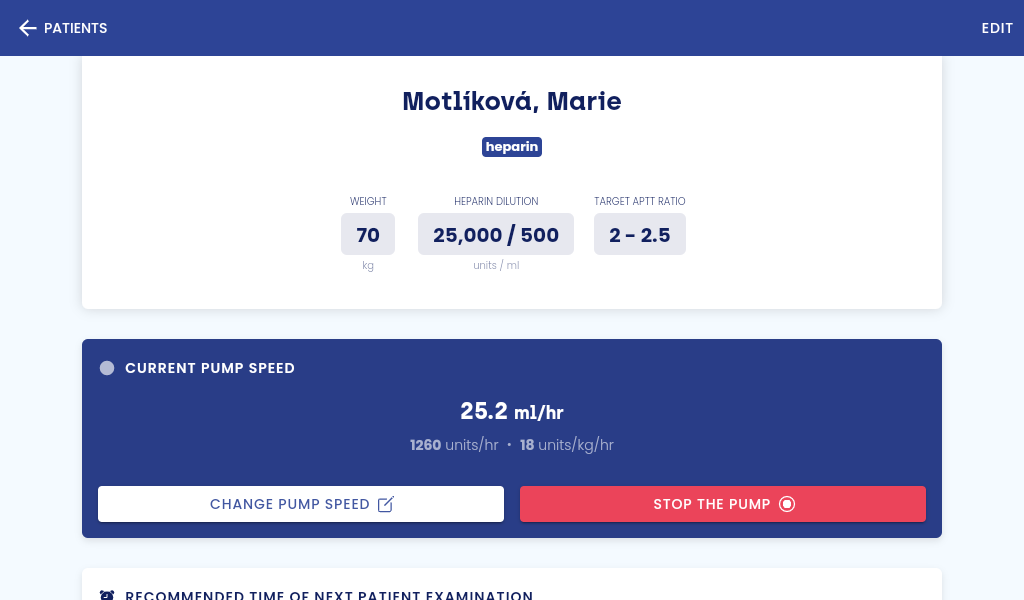 PATIENTS
EDIT
Motlíková, Marie
heparin
WEIGHT
HEPARIN DILUTION
TARGET APTT RATIO
70
25,000 / 500
2 – 2.5
kg
units / ml
CURRENT PUMP SPEED
25.2 ml/hr
1260 units/hr • 18 units/kg/hr
CHANGE PUMP SPEED
STOP THE PUMP
RECOMMENDED TIME OF NEXT PATIENT EXAMINATION